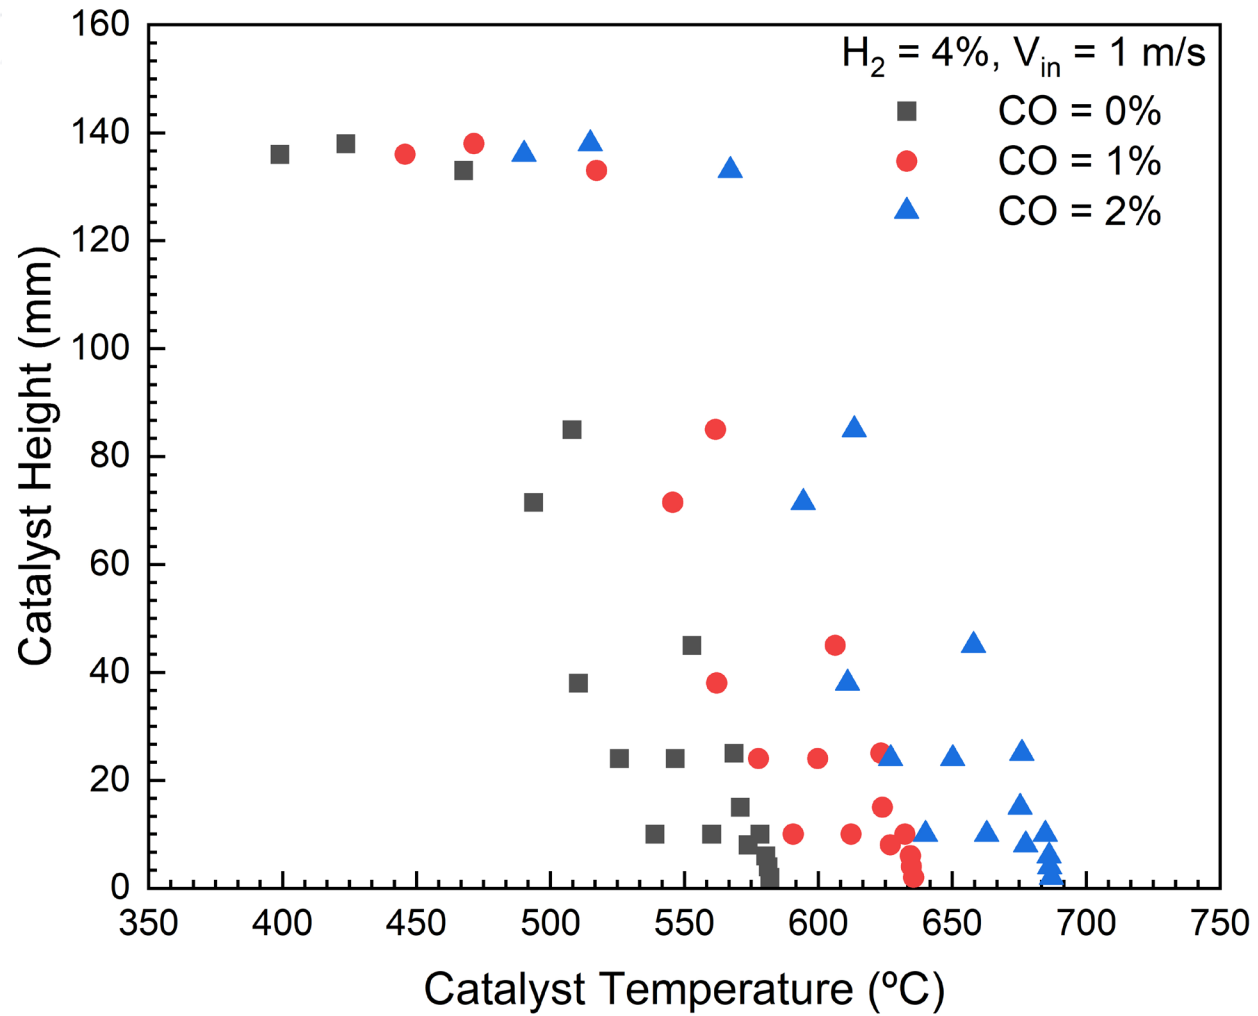 H₂ = 4%, Vᵢₙ = 1 m/s
CO = 0%
CO = 1%
CO = 2%
160
140
120
100
80
60
40
20
0
Catalyst Height (mm)
350 400 450 500 550 600 650 700 750
Catalyst Temperature (ºC)